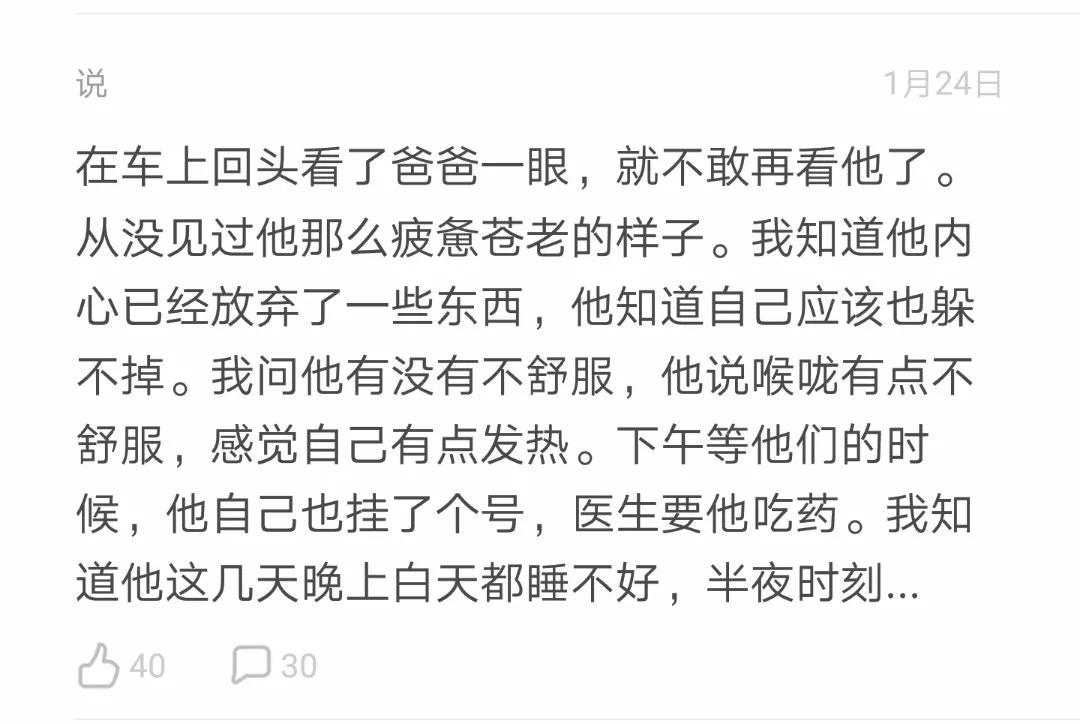 说
1月24日
在车上回头看了爸爸一眼，就不敢再看他了。
从没见过他那么疲惫苍老的样子。我知道他内
心已经放弃了一些东西，他知道自己应该也躲
不掉。我问他有没有不舒服，他说喉咙有点不
舒服，感觉自己有点发热。下午等他们的时
候，他自己也挂了个号，医生要他吃药。我知
道他这几天晚上白天都睡不好，半夜时刻...
40
30